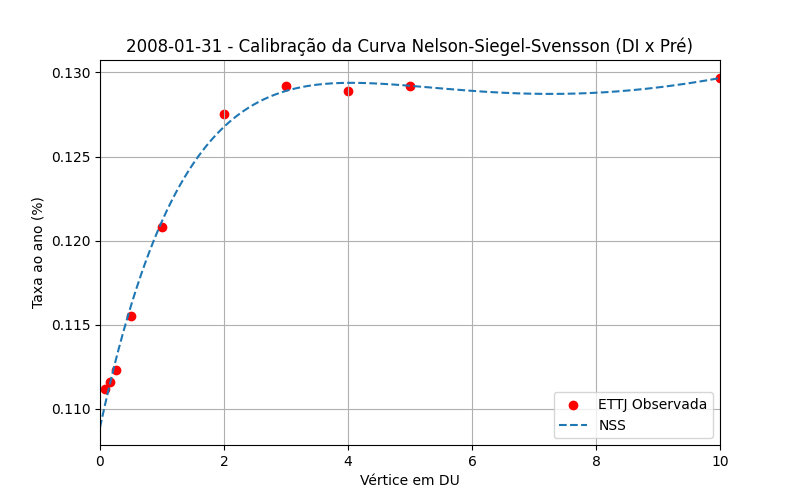 2008-01-31 - Calibração da Curva Nelson-Siegel-Svensson (DI x Pré)
Taxa ao ano (%)
0.130
0.125
0.120
0.115
0.110
ETTJ Observada
NSS
0 2 4 6 8 10
Vértice em DU